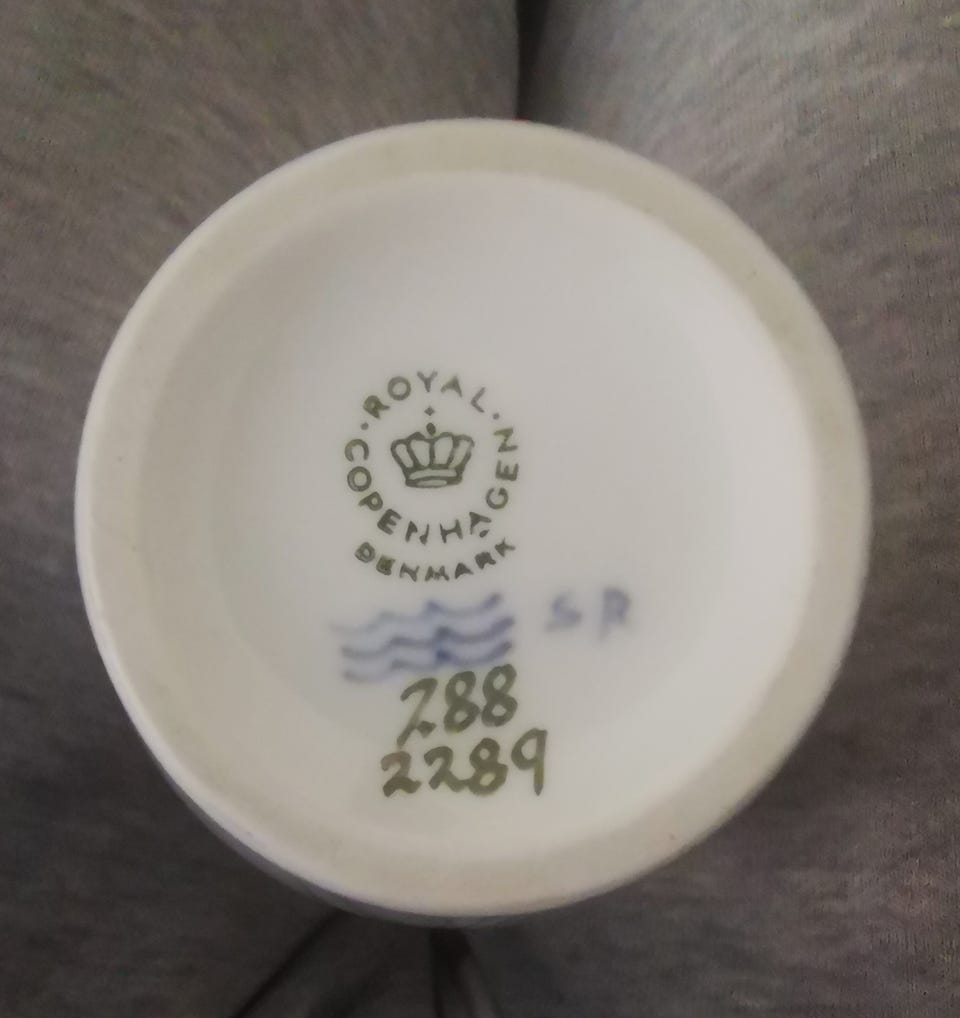 ·ROYAL·
COPENHAGEN
DENMARK
SR
288
2289